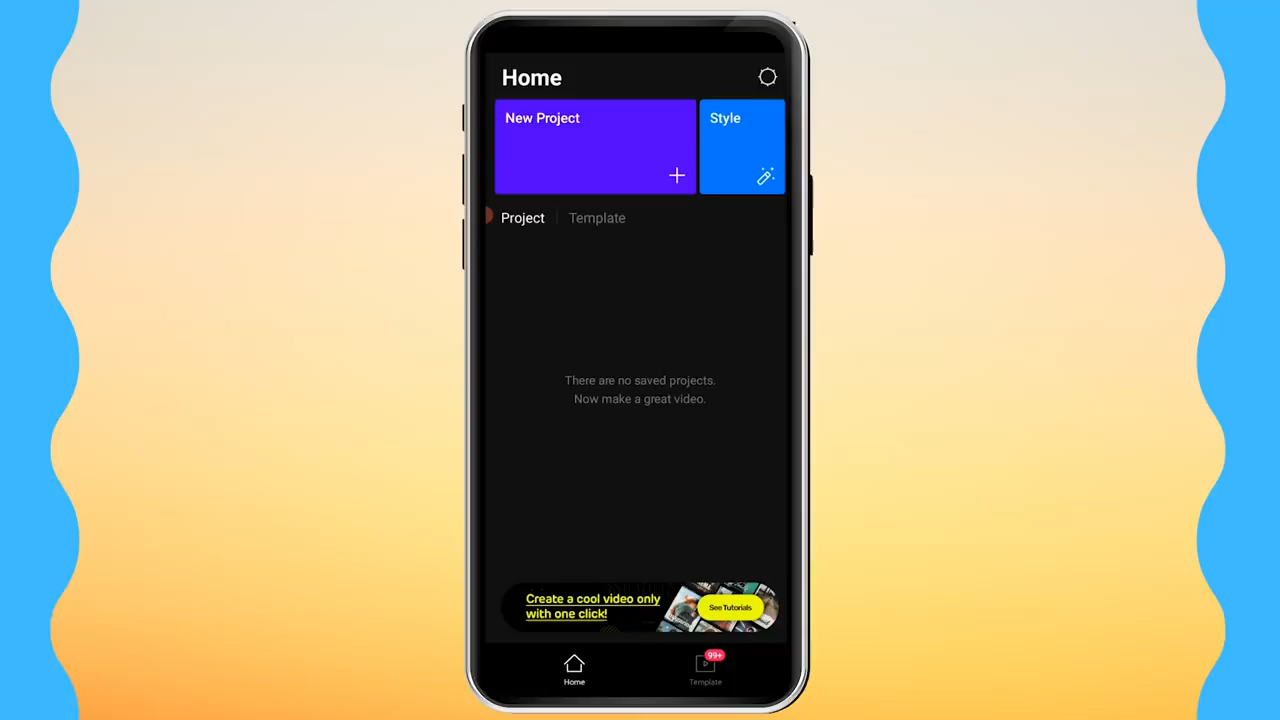 Home
New Project
Style
Project
Template
There are no saved projects.
Now make a great video.
Create a cool video only
with one click!
See Tutorials
99+
Home
Template